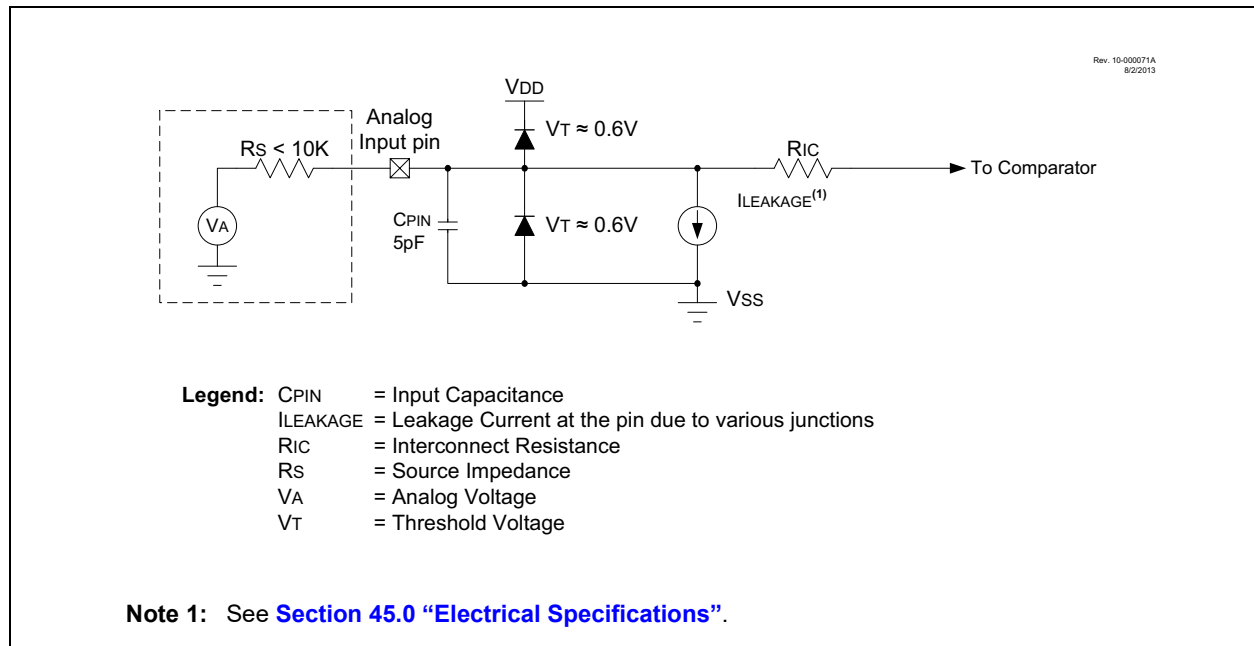 Rev. 10-000071A
8/2/2013
VDD
Analog
Input pin
VT ≈ 0.6V
RS < 10K
RIC
To Comparator
ILEAKAGE(1)
VA
CPIN
5pF
VT ≈ 0.6V
VSS
Legend: CPIN = Input Capacitance
ILEAKAGE = Leakage Current at the pin due to various junctions
RIC = Interconnect Resistance
RS = Source Impedance
VA = Analog Voltage
VT = Threshold Voltage
Note 1: See Section 45.0 “Electrical Specifications”.